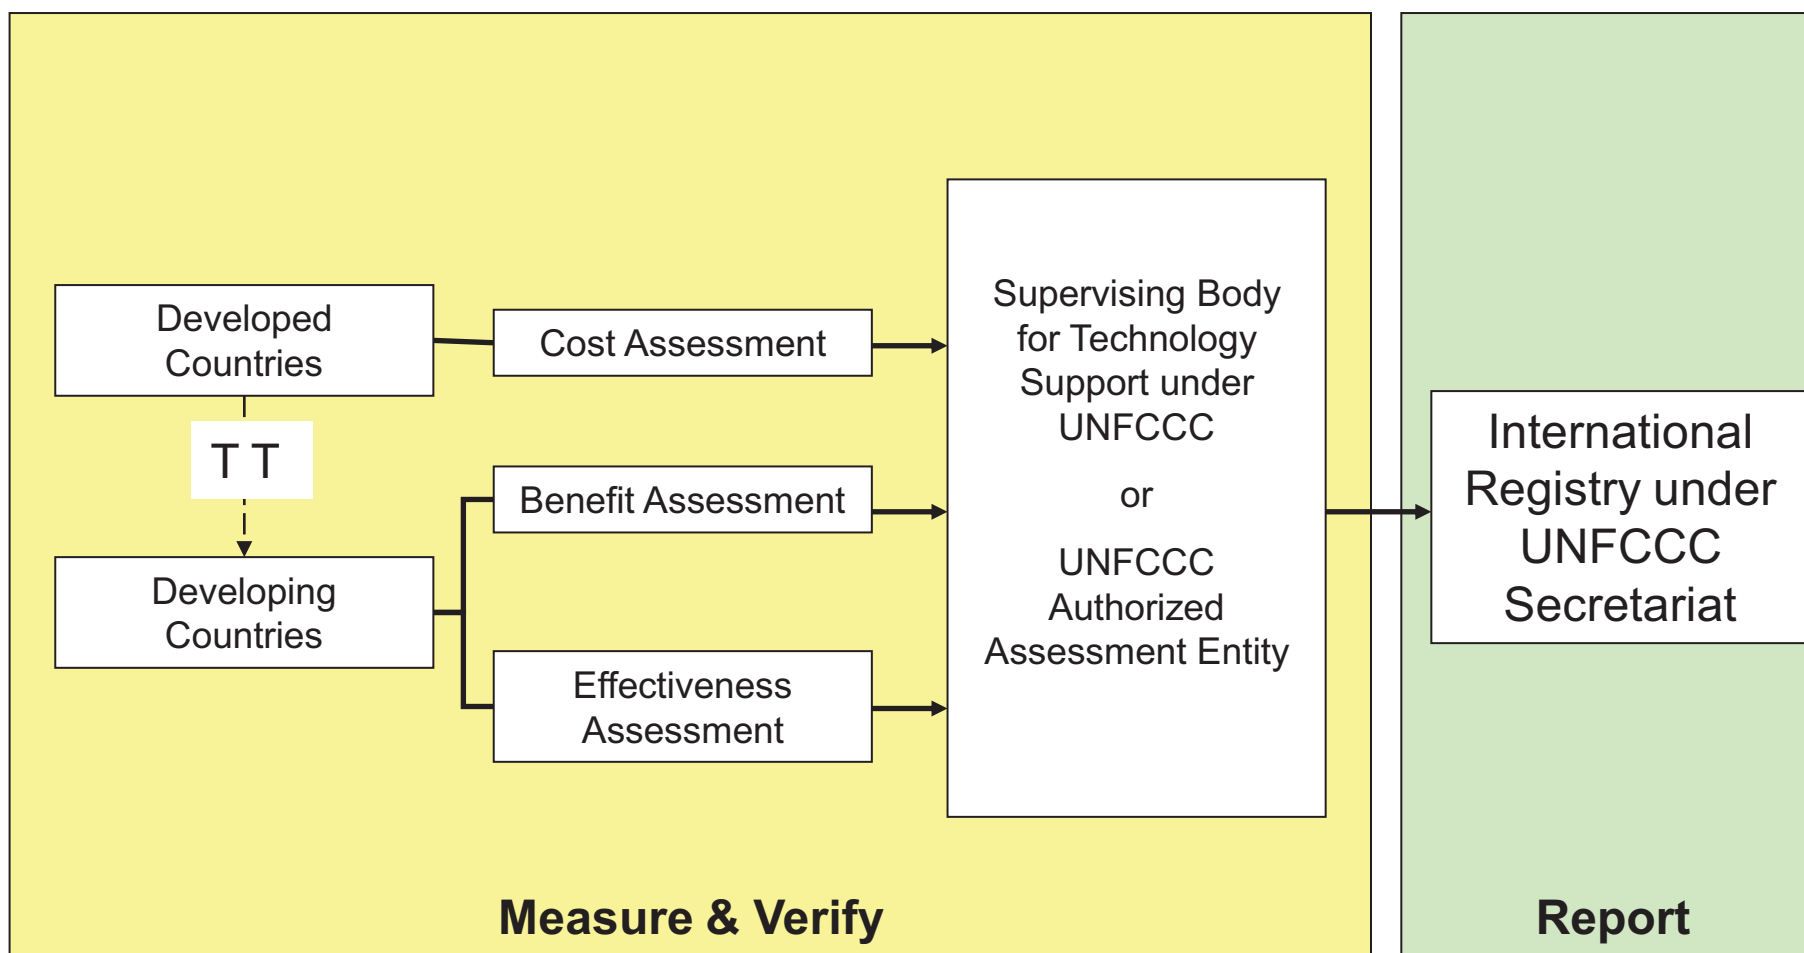 Developed
Countries
T T
Developing
Countries
Cost Assessment
Benefit Assessment
Effectiveness
Assessment
Supervising Body
for Technology
Support under
UNFCCC
or
UNFCCC
Authorized
Assessment Entity
Measure & Verify
International
Registry under
UNFCCC
Secretariat
Report